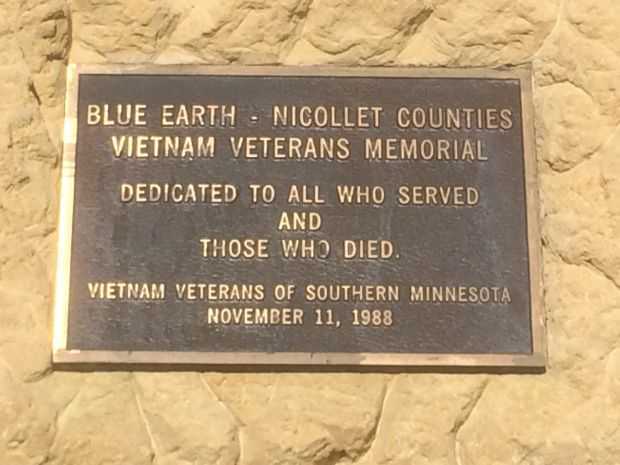 BLUE EARTH - NICOLLET COUNTIES
VIETNAM VETERANS MEMORIAL
DEDICATED TO ALL WHO SERVED
AND
THOSE WHO DIED.
VIETNAM VETERANS OF SOUTHERN MINNESOTA
NOVEMBER 11, 1988